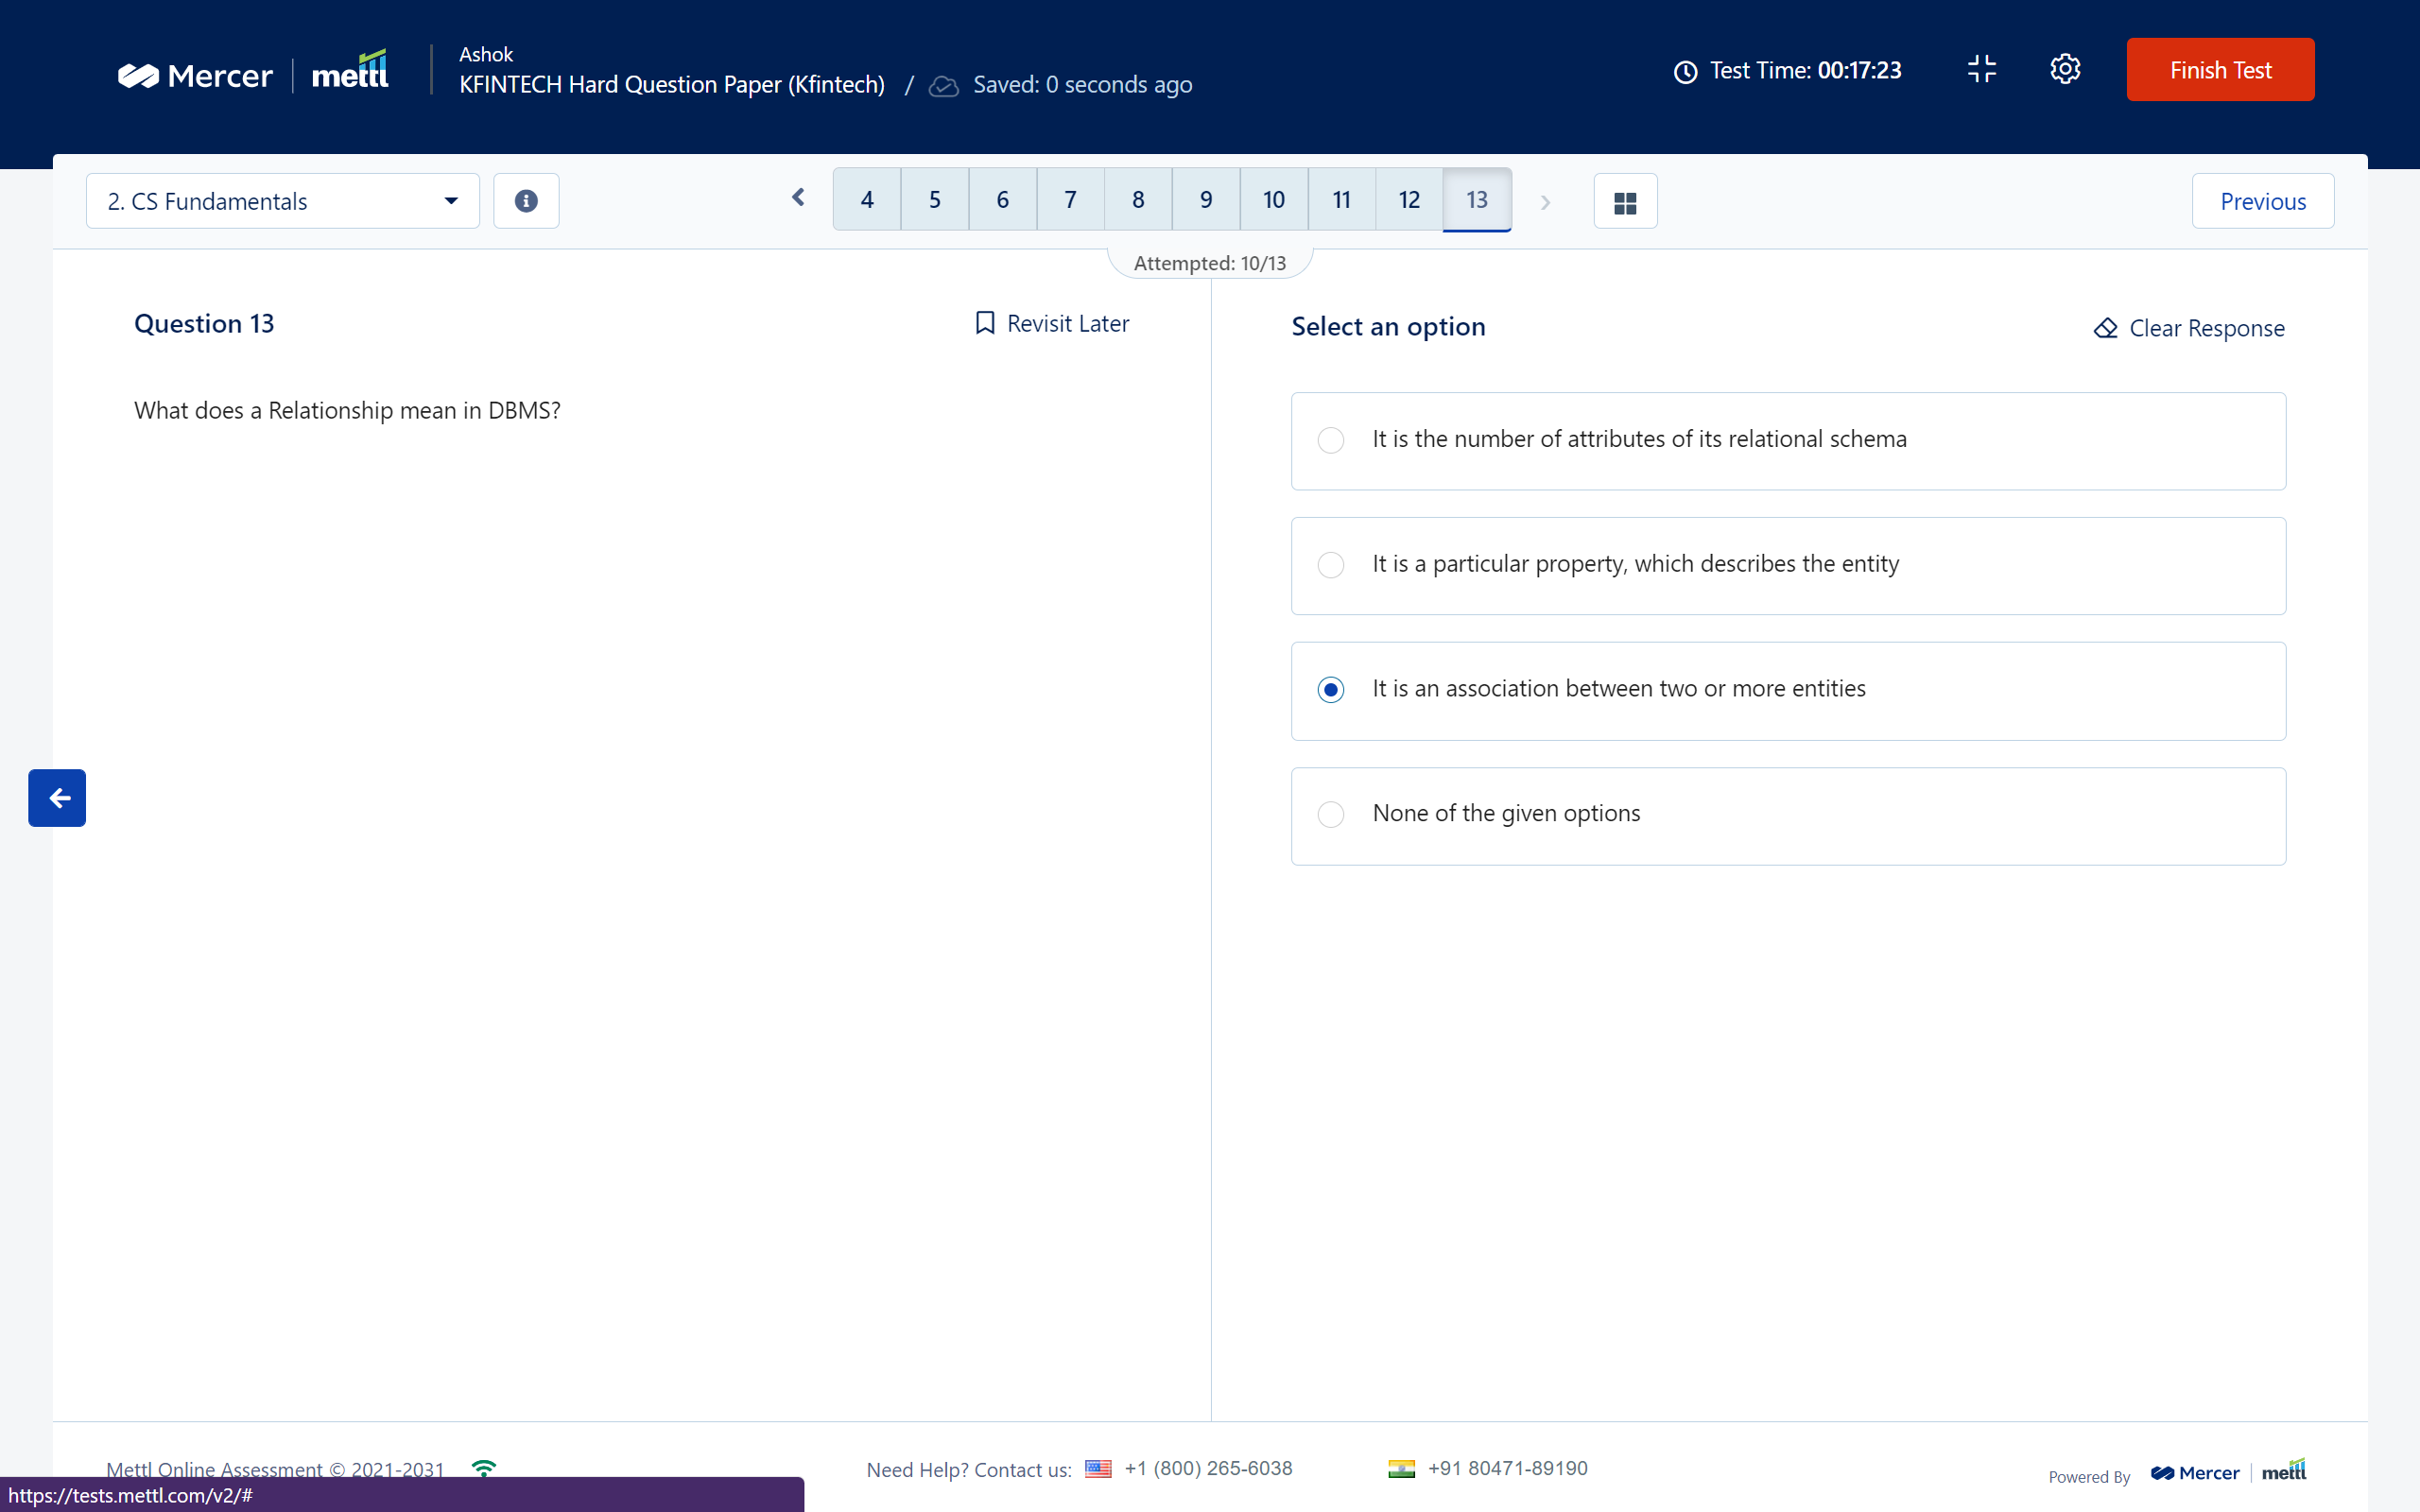 Mercer | mettl
Ashok
KFINTECH Hard Question Paper (Kfintech) / Saved: 0 seconds ago
Test Time: 00:17:23
Finish Test
2. CS Fundamentals
4 5 6 7 8 9 10 11 12 13
Previous
Attempted: 10/13
Question 13
Revisit Later
What does a Relationship mean in DBMS?
Select an option
Clear Response
It is the number of attributes of its relational schema
It is a particular property, which describes the entity
It is an association between two or more entities
None of the given options
Mettl Online Assessment © 2021-2031
Need Help? Contact us: +1 (800) 265-6038 +91 80471-89190
Powered By Mercer | mettl
https://tests.mettl.com/v2/#